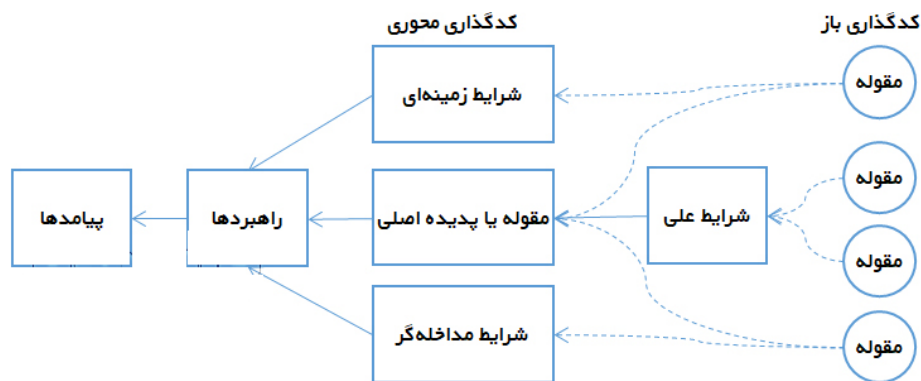 کدگذاری باز
کدگذاری محوری
مقوله
شرایط زمینه‌ای
مقوله
شرایط علی
مقوله یا پدیده اصلی
راهبردها
پیامدها
مقوله
مقوله
شرایط مداخله‌گر